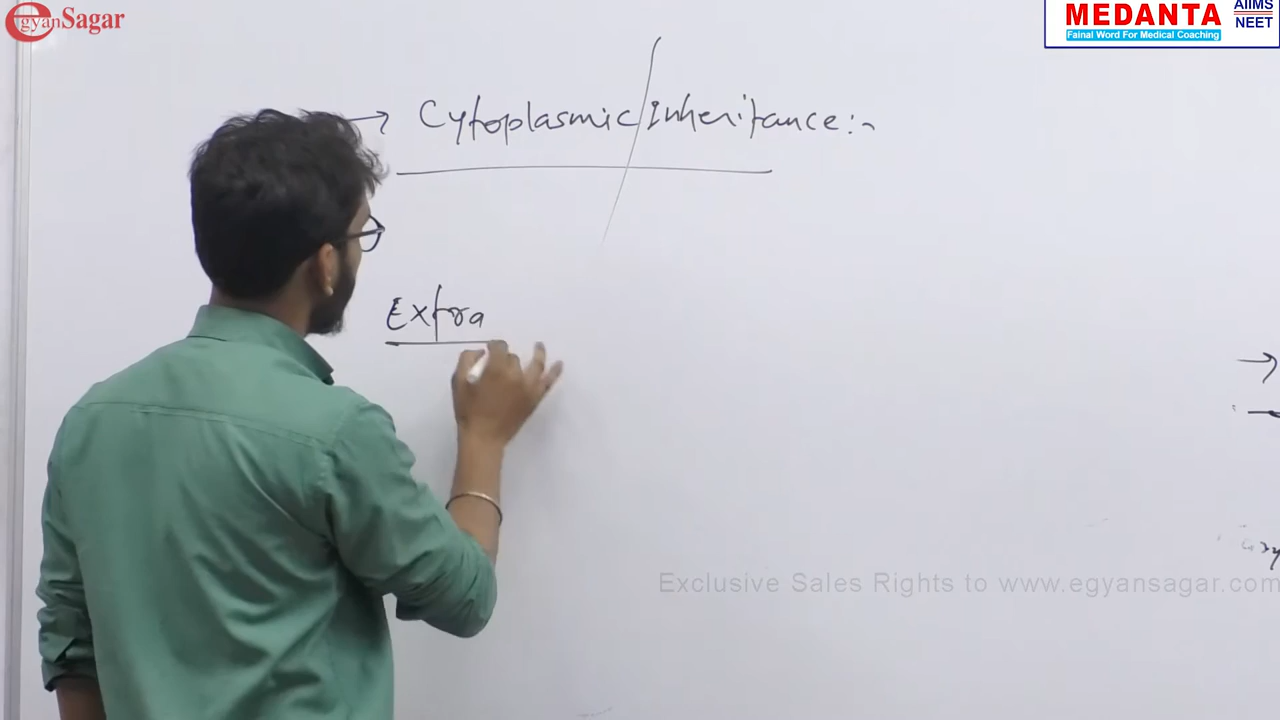 egyanSagar
MEDANTA
Fainal Word For Medical Coaching
AIIMS
NEET
→ Cytoplasmic/Inheritance:-
Extra
→
Exclusive Sales Rights to www.egyansagar.com